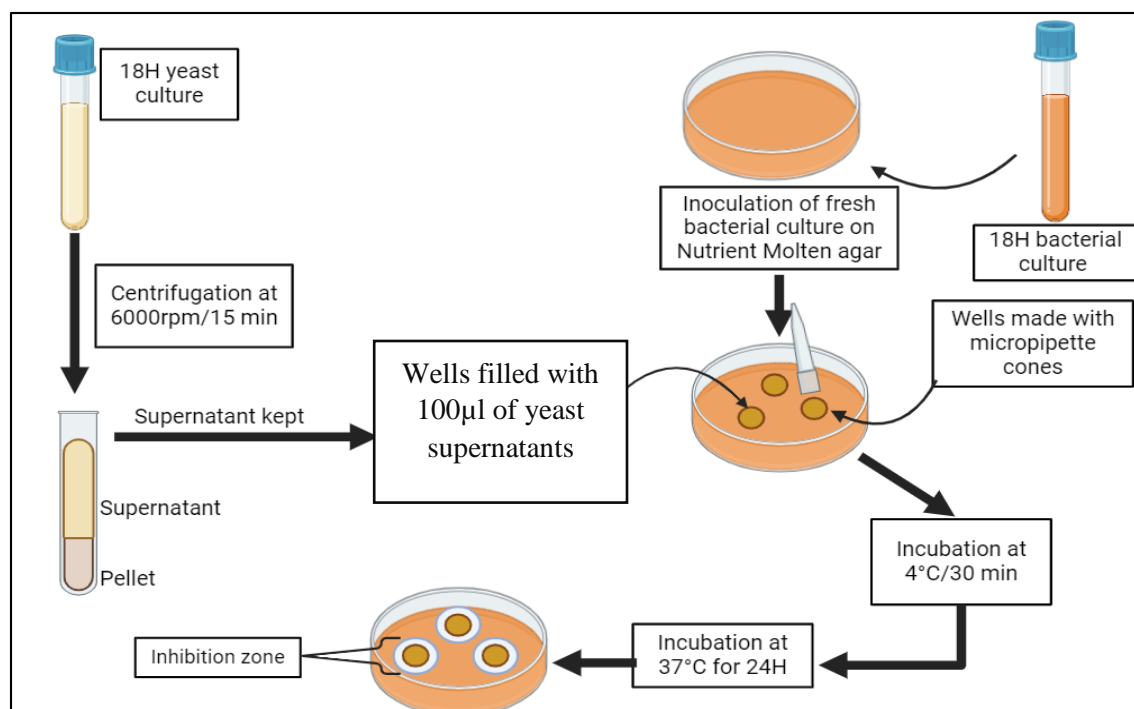 18H yeast
culture
Centrifugation at
6000rpm/15 min
Supernatant
Pellet
Supernatant kept
Wells filled with
100µl of yeast
supernatants
Inoculation of fresh
bacterial culture on
Nutrient Molten agar
18H bacterial
culture
Wells made with
micropipette
cones
Incubation at
4°C/30 min
Incubation at
37°C for 24H
Inhibition zone